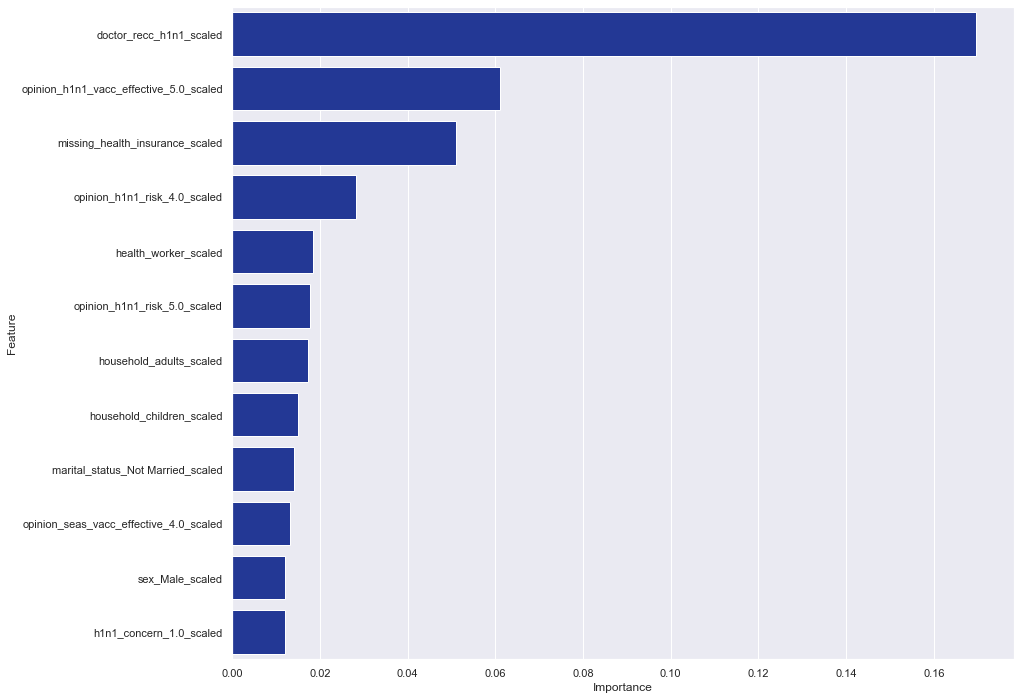 doctor_recc_h1n1_scaled
opinion_h1n1_vacc_effective_5.0_scaled
missing_health_insurance_scaled
opinion_h1n1_risk_4.0_scaled
health_worker_scaled
opinion_h1n1_risk_5.0_scaled
household_adults_scaled
household_children_scaled
marital_status_Not Married_scaled
opinion_seas_vacc_effective_4.0_scaled
sex_Male_scaled
h1n1_concern_1.0_scaled
Feature
0.00 0.02 0.04 0.06 0.08 0.10 0.12 0.14 0.16
Importance